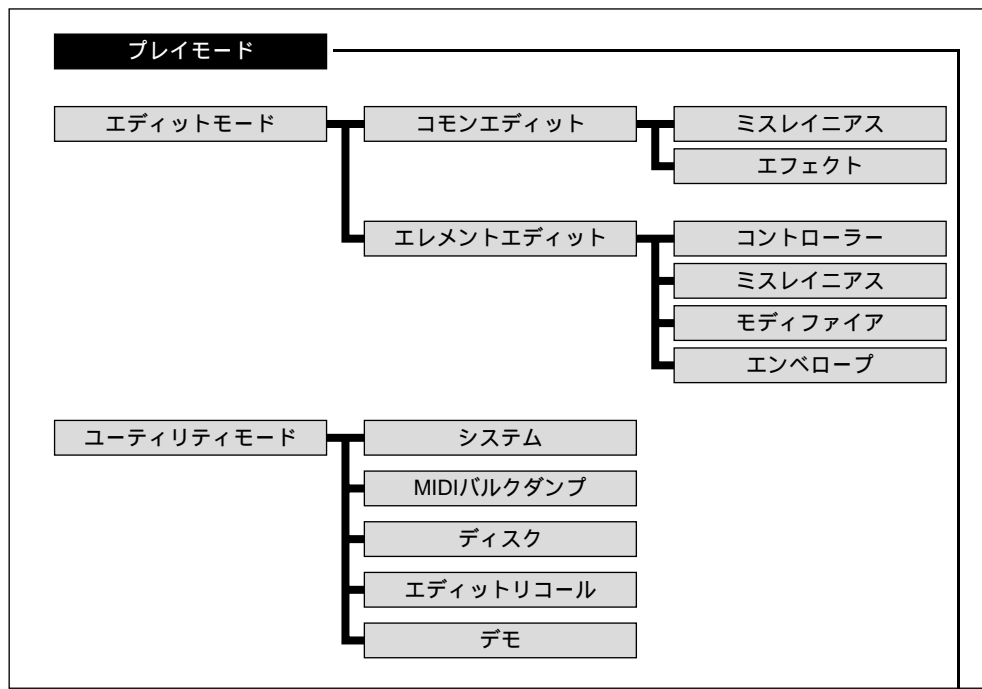 プレイモード
エディットモード
コモンエディット
ミスレイニアス
エフェクト
エレメントエディット
コントローラー
ミスレイニアス
モディファイア
エンベロープ
ユーティリティモード
システム
MIDIバルクダンプ
ディスク
エディットリコール
デモ